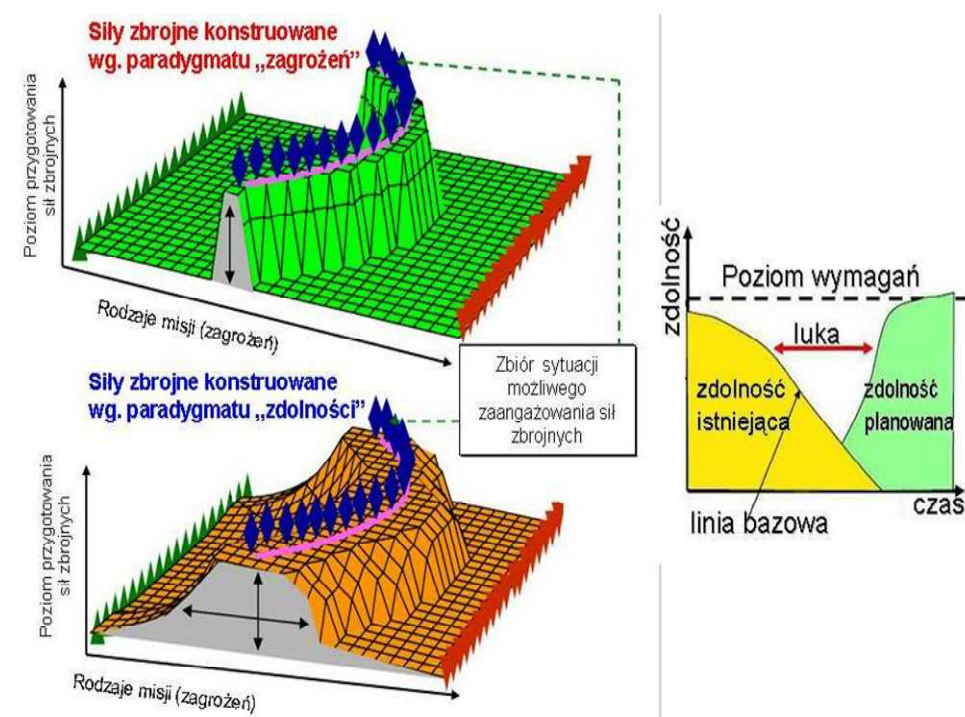 Siły zbrojne konstruowane
wg. paradygmatu „zagrożeń”
Poziom przygotowania
sił zbrojnych
Rodzaje misji (zagrożeń)
Zbiór sytuacji
możliwego
zaangażowania sił
zbrojnych
Siły zbrojne konstruowane
wg. paradygmatu „zdolności”
Poziom przygotowania
sił zbrojnych
Rodzaje misji (zagrożeń)
zdolność
Poziom wymagań
luka
zdolność
istniejąca
zdolność
planowana
czas
linia bazowa